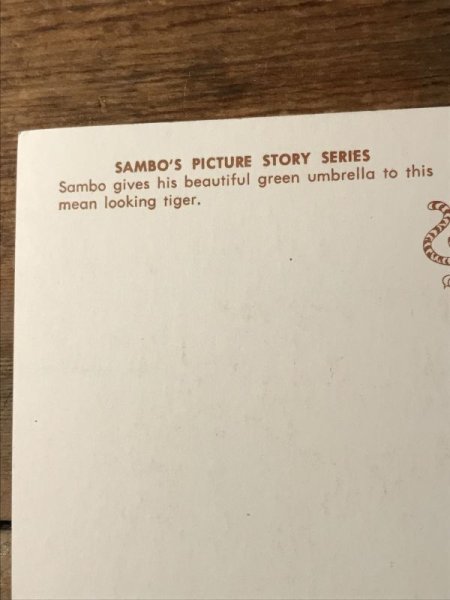 SAMBO'S PICTURE STORY SERIES
Sambo gives his beautiful green umbrella to this
mean looking tiger.